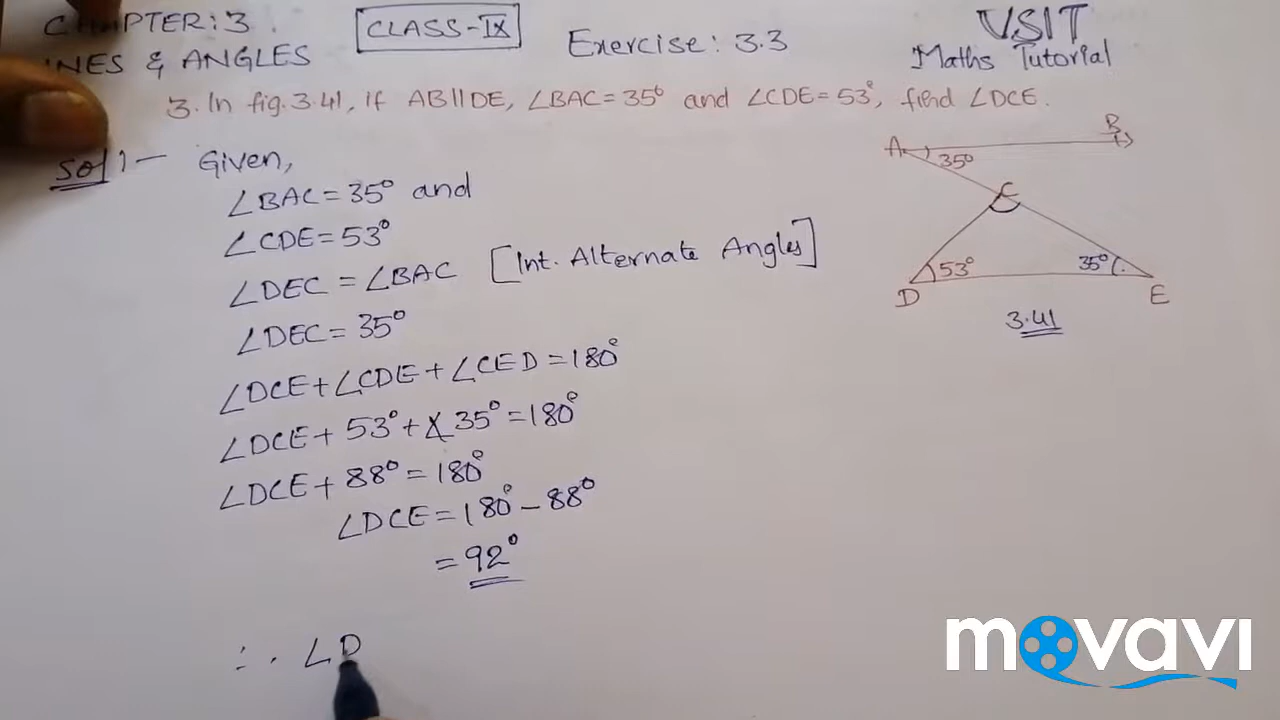 CHAPTER: 3.
CLASS-IX
Exercise: 3.3
VSIT
INES & ANGLES
Maths Tutorial
3. In fig. 3.41, if AB||DE, ∠BAC=35° and ∠CDE=53°, find ∠DCE.
Sol:-
Given,
∠BAC=35° and
∠CDE=53°
∠DEC = ∠BAC [Int. Alternate Angles]
∠DEC=35°
∠DCE+∠CDE+∠CED=180°
∠DCE+53°+35°=180°
∠DCE+88°=180°
∠DCE=180°-88°
=92°
∴ ∠D
A
B
35°
C
53°
35°
D
E
3.41
movavi